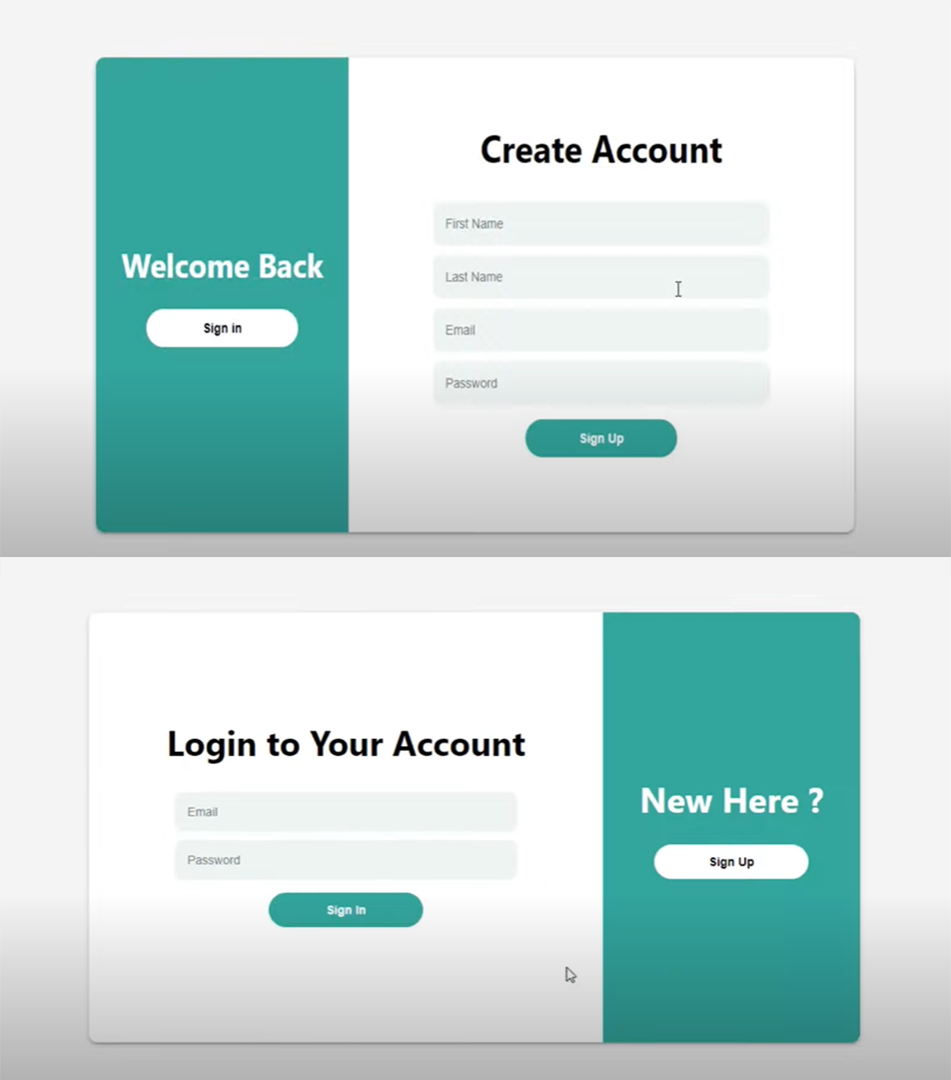 Create Account
First Name
Last Name
Welcome Back
Sign in
Email
Password
Sign Up
Login to Your Account
Email
Password
Sign In
New Here ?
Sign Up